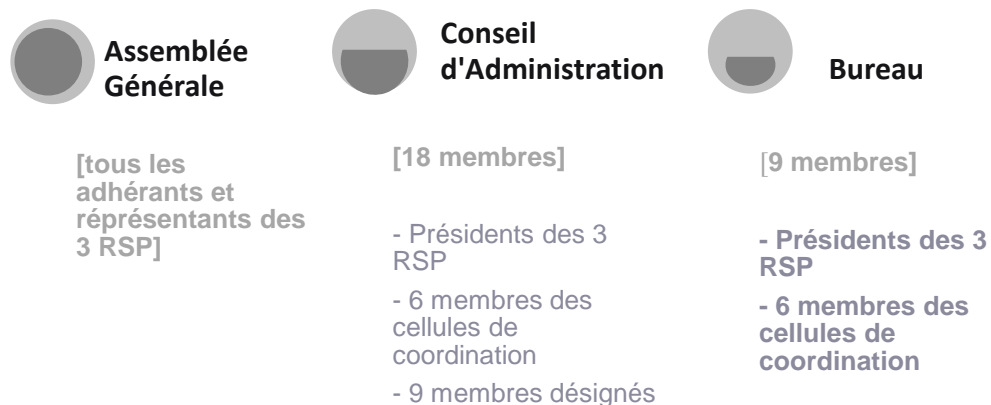 Assemblée
Générale
[tous les
adhérants et
réprésentants des
3 RSP]
Conseil
d'Administration
[18 membres]
- Présidents des 3
RSP
- 6 membres des
cellules de
coordination
- 9 membres désignés
Bureau
[9 membres]
- Présidents des 3
RSP
- 6 membres des
cellules de
coordination